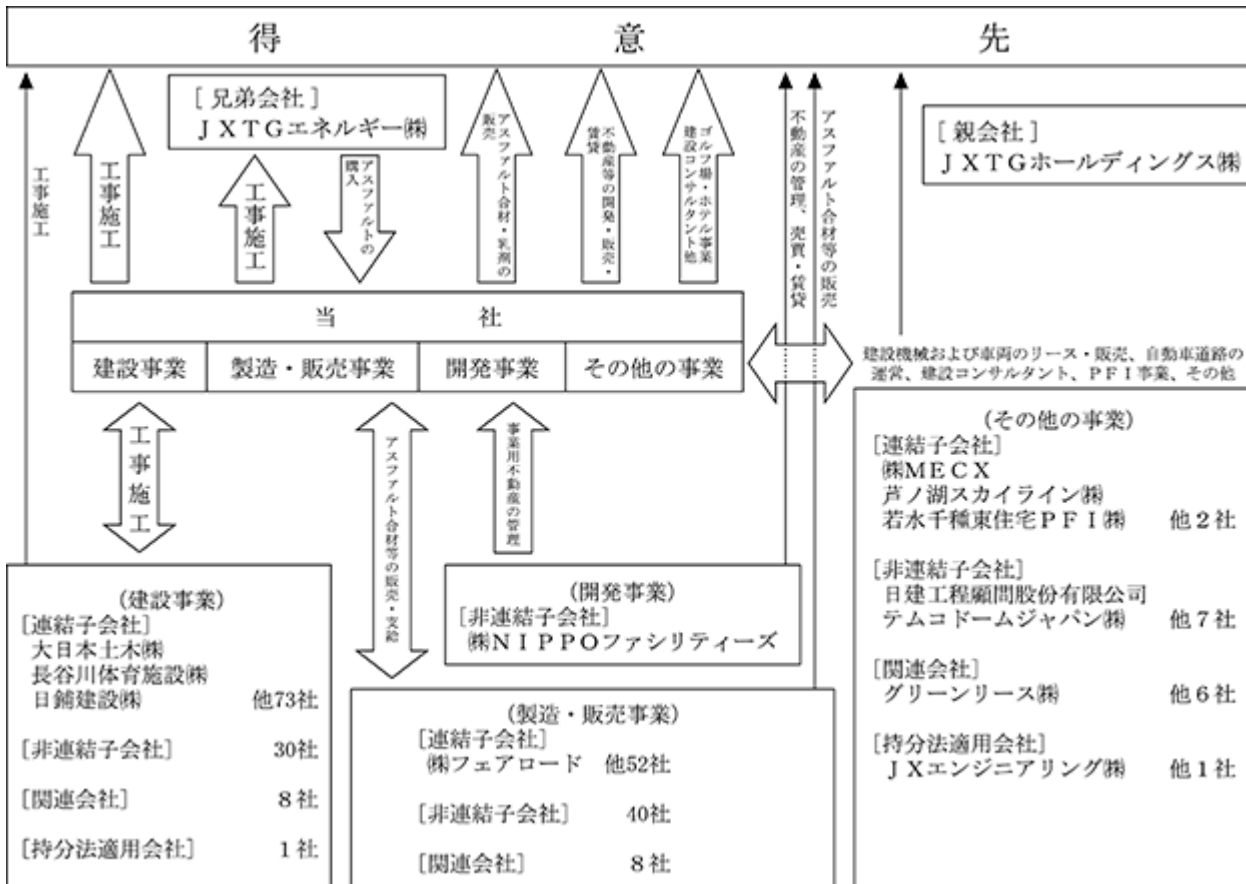 得意先
[兄弟会社]
JXTGエネルギー㈱
[親会社]
JXTGホールディングス㈱
工事施工
工事施工
工事施工
アスファルトの
購入
アスファルト合材・乳剤の
販売
不動産等の開発・販売・
賃貸
ゴルフ場・ホテル事業
建設コンサルタント他
不動産の管理、売買・賃貸
アスファルト合材等の販売
当社
建設事業
製造・販売事業
開発事業
その他の事業
建設機械および車両のリース・販売、自動車道路の
運営、建設コンサルタント、PFI事業、その他
工事施工
アスファルト合材等の販売・支給
事業用不動産の管理
(建設事業)
[連結子会社]
大日本土木㈱
長谷川体育施設㈱
日鋪建設㈱ 他73社
[非連結子会社] 30社
[関連会社] 8社
[持分法適用会社] 1社
(製造・販売事業)
[連結子会社]
㈱フェアロード 他52社
[非連結子会社] 40社
[関連会社] 8社
(開発事業)
[非連結子会社]
㈱NIPPOファシリティーズ
(その他の事業)
[連結子会社]
㈱MECX
芦ノ湖スカイライン㈱
若水千種東住宅PFI㈱ 他2社
[非連結子会社]
日建工程顧問股份有限公司
テムコドームジャパン㈱ 他7社
[関連会社]
グリーンリース㈱ 他6社
[持分法適用会社]
JXエンジニアリング㈱ 他1社